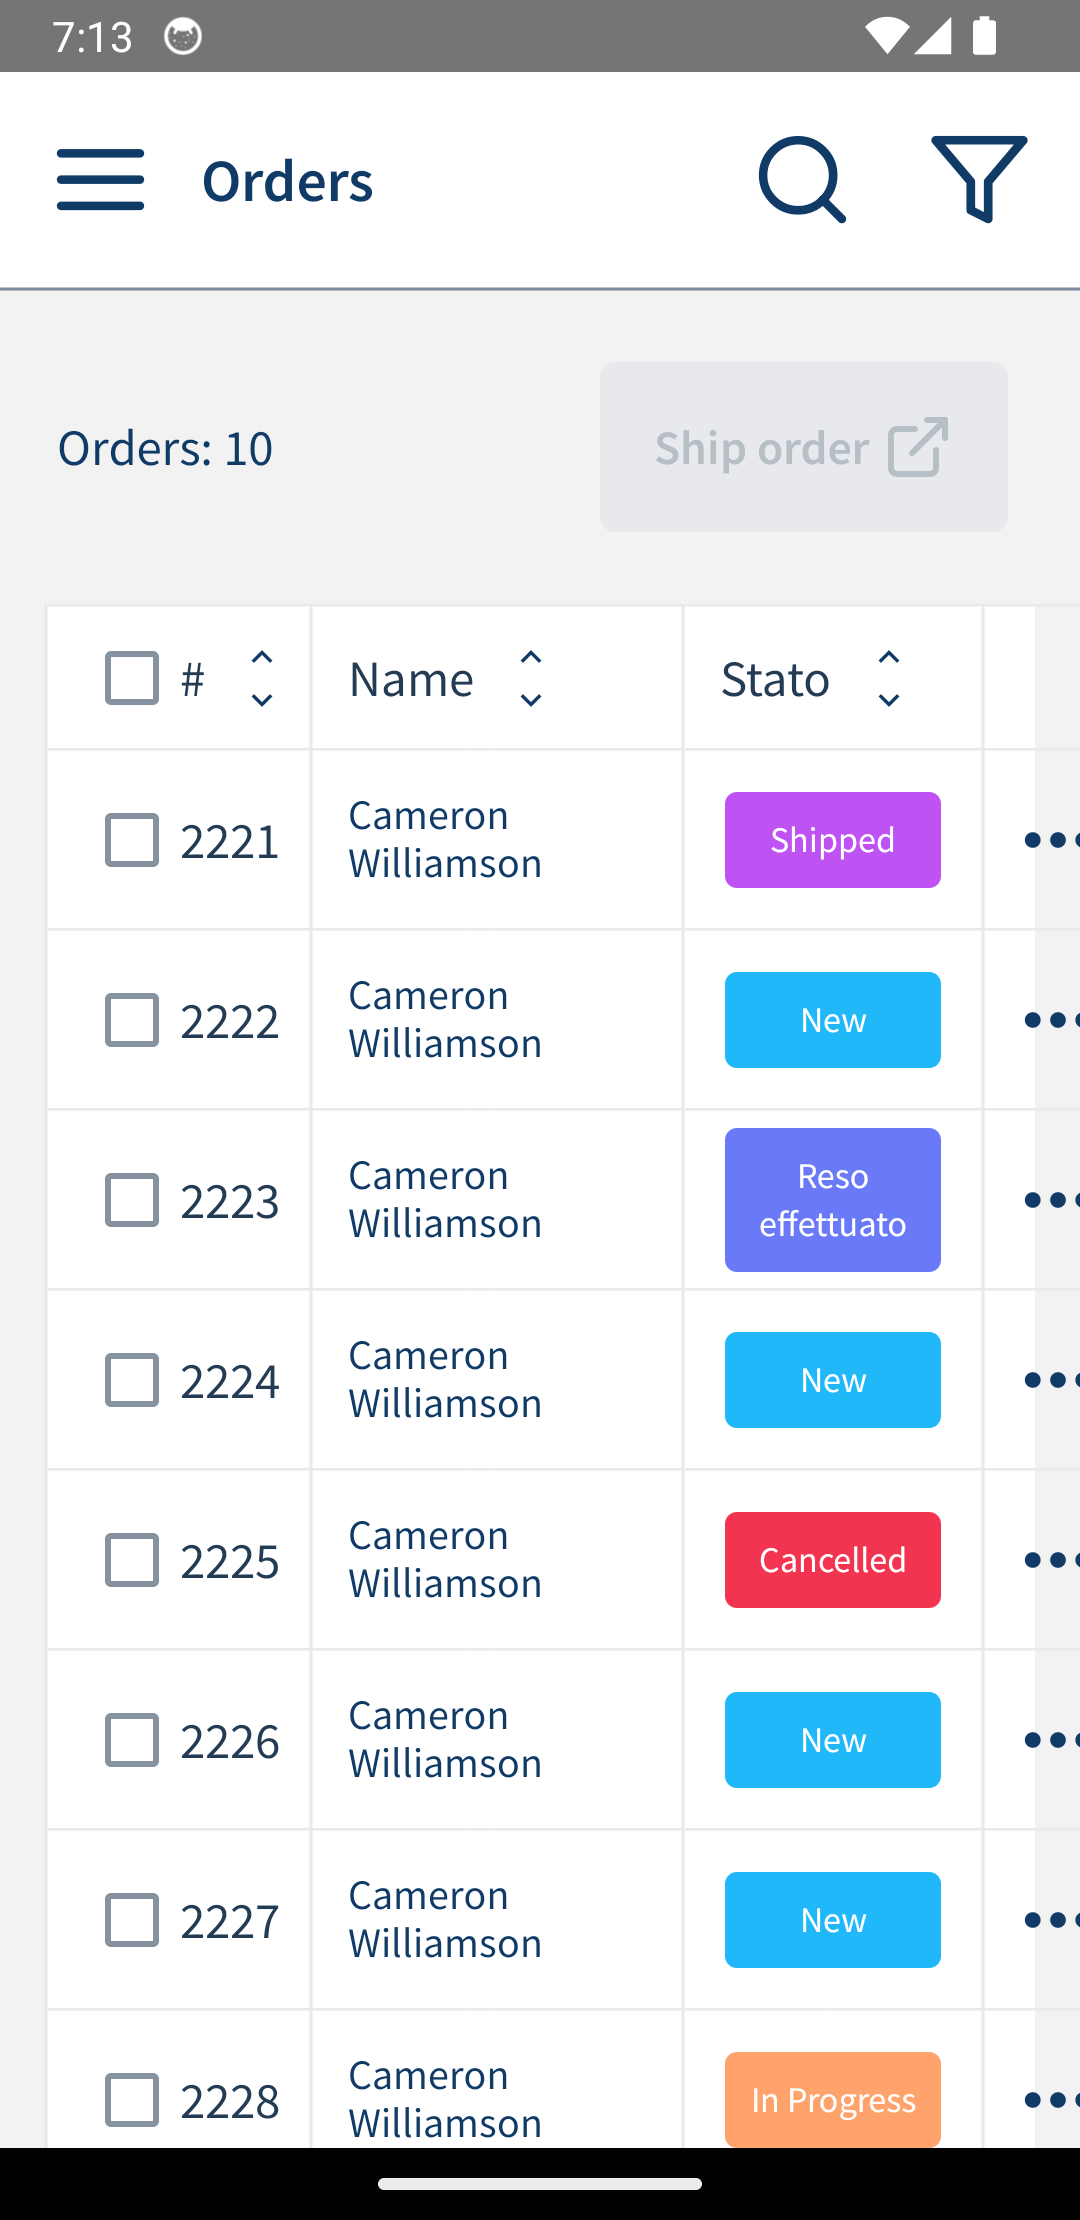 7:13
Orders
Orders: 10
Ship order
# Name Stato
2221 Cameron Williamson Shipped
2222 Cameron Williamson New
2223 Cameron Williamson Reso effettuato
2224 Cameron Williamson New
2225 Cameron Williamson Cancelled
2226 Cameron Williamson New
2227 Cameron Williamson New
2228 Cameron Williamson In Progress